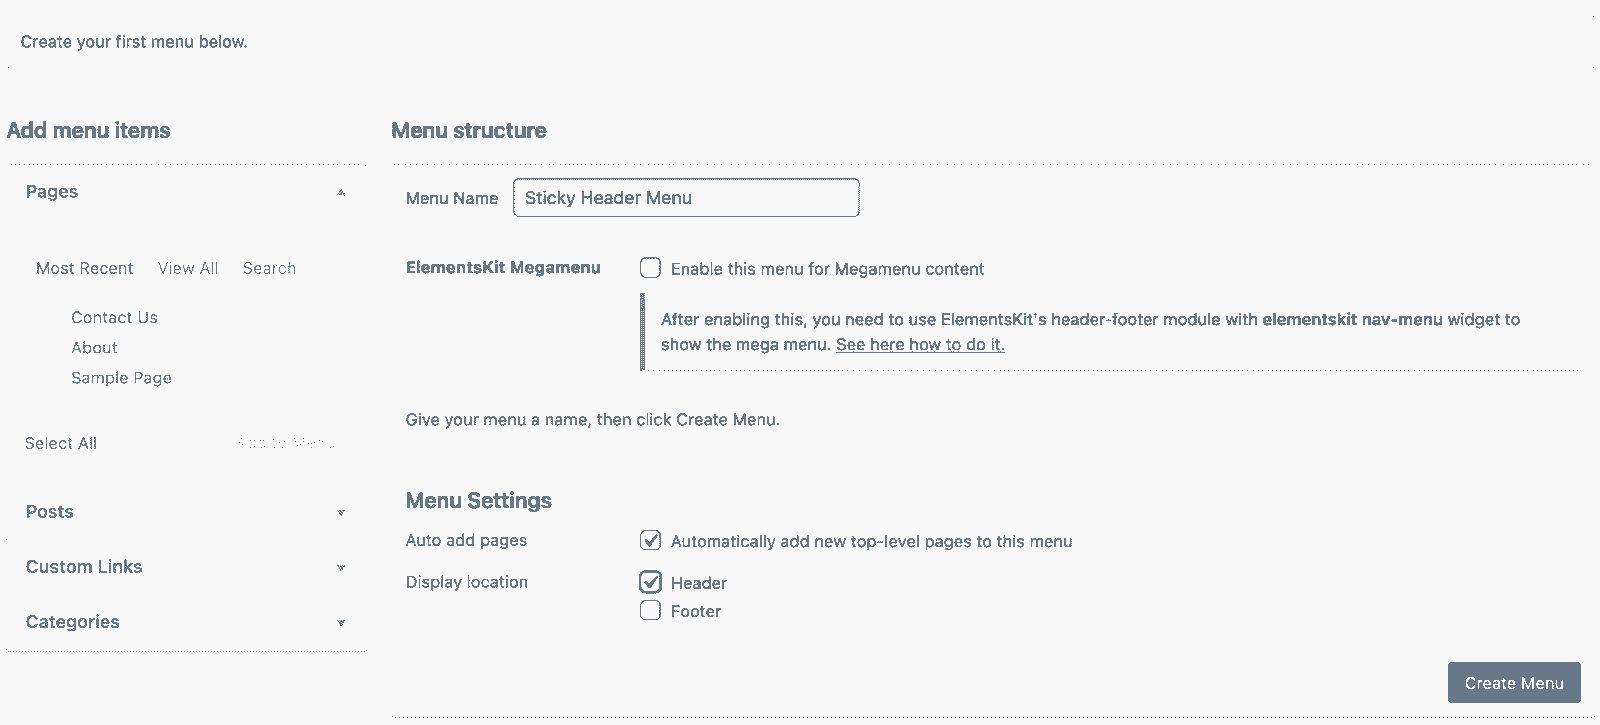 Create your first menu below.
Add menu items
Pages
Most Recent View All Search
Contact Us
About
Sample Page
Select All Add to Menu
Posts
Custom Links
Categories
Menu structure
Menu Name Sticky Header Menu
ElementsKit Megamenu Enable this menu for Megamenu content
After enabling this, you need to use ElementsKit's header-footer module with elementskit nav-menu widget to
show the mega menu. See here how to do it.
Give your menu a name, then click Create Menu.
Menu Settings
Auto add pages Automatically add new top-level pages to this menu
Display location Header
Footer
Create Menu